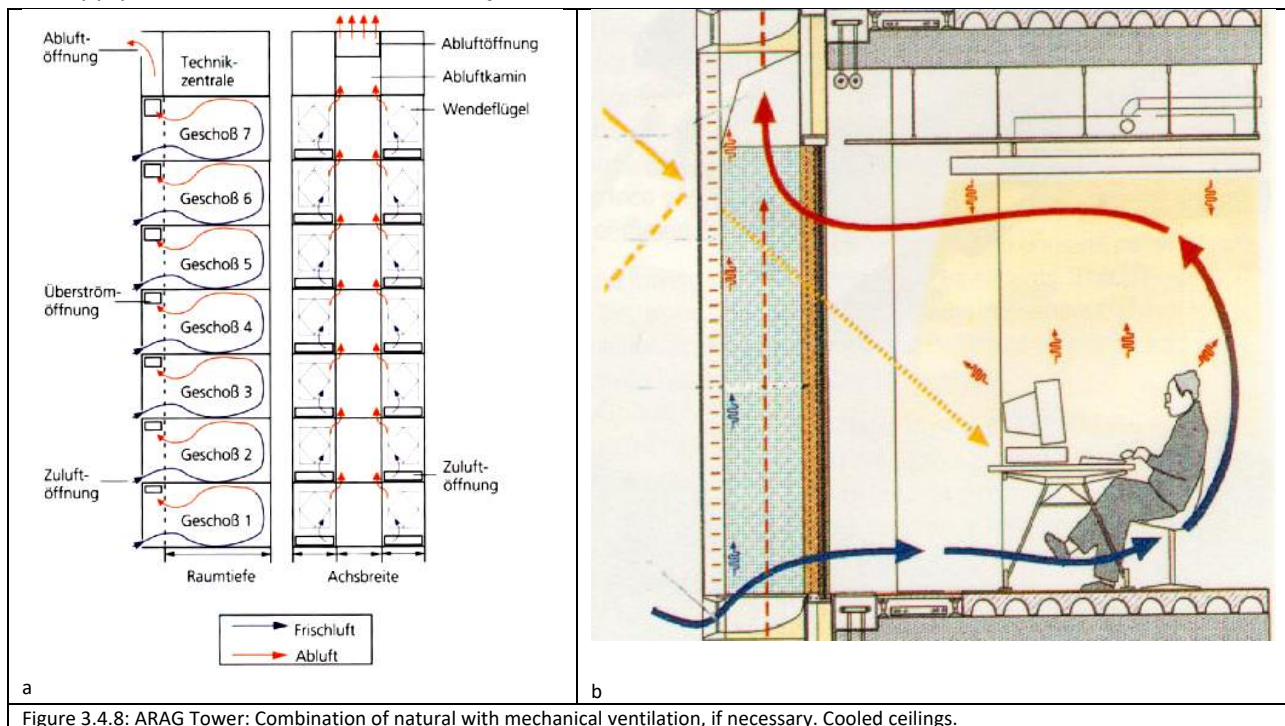 Abluft-
öffnung
Technik-
zentrale
Geschoß 7
Geschoß 6
Geschoß 5
Überström-
öffnung
Geschoß 4
Geschoß 3
Geschoß 2
Zuluft-
öffnung
Geschoß 1
Raumtiefe
Abluftöffnung
Abluftkamin
Wendeflügel
Zuluft-
öffnung
Achsbreite
Frischluft
Abluft
a
b
Figure 3.4.8: ARAG Tower: Combination of natural with mechanical ventilation, if necessary. Cooled ceilings.